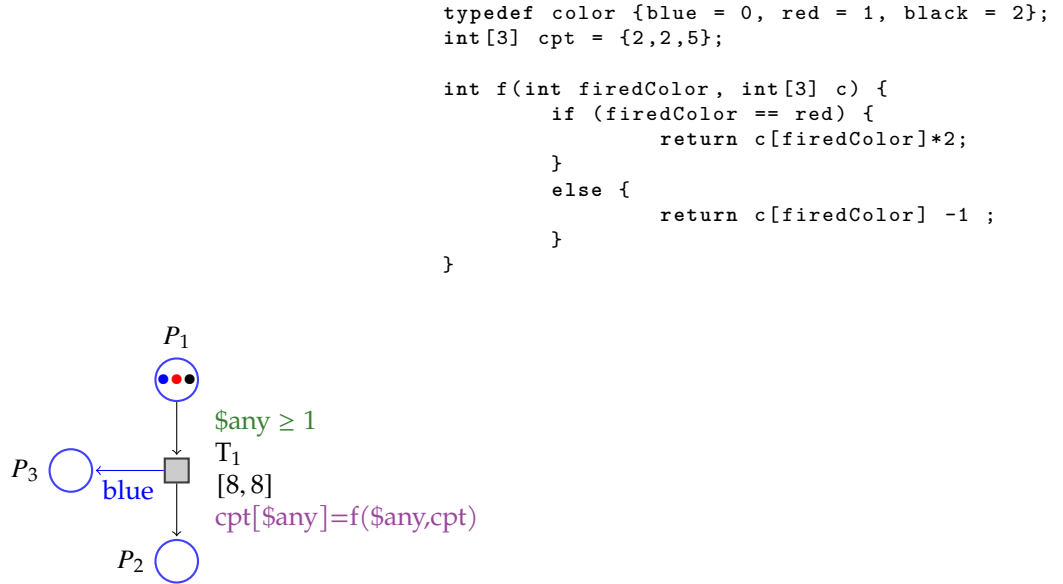 typedef color {blue = 0, red = 1, black = 2};
int[3] cpt = {2,2,5};
int f(int firedColor, int[3] c) {
if (firedColor == red) {
return c[firedColor]*2;
}
else {
return c[firedColor] -1 ;
}
}
P1
$any ≥ 1
T1
P3
blue
[8, 8]
cpt[$any]=f($any,cpt)
P2